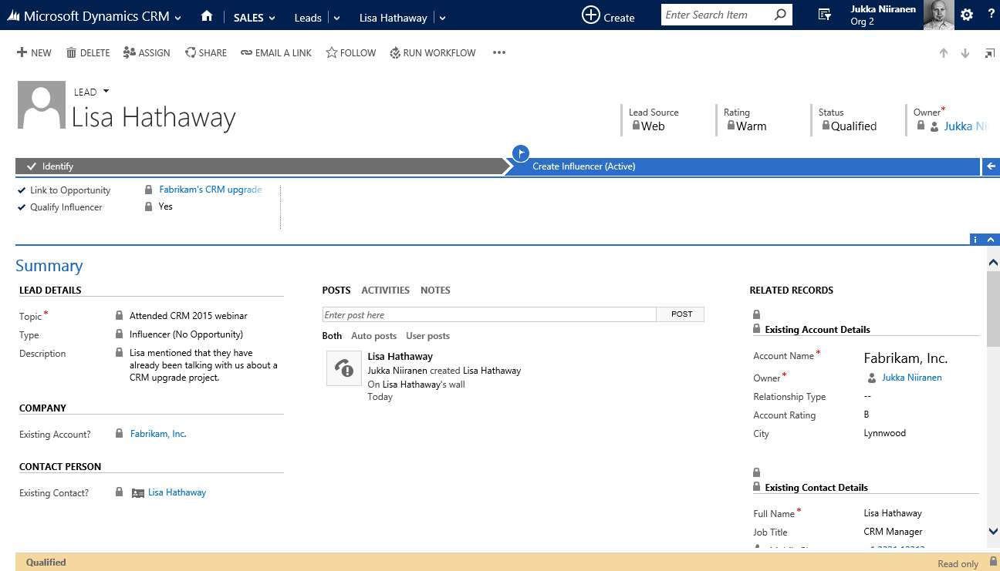 Microsoft Dynamics CRM SALES Leads Lisa Hathaway Create Enter Search Item Jukka Niiranen ?
Org 2
NEW DELETE ASSIGN SHARE EMAIL A LINK FOLLOW RUN WORKFLOW •••
LEAD
Lisa Hathaway
Lead Source Rating Status Owner*
Web Warm Qualified Jukka Nii
Identify Create Influencer (Active)
Link to Opportunity Fabrikam's CRM upgrade
Qualify Influencer Yes
i
Summary
LEAD DETAILS
Topic* Attended CRM 2015 webinar
Type Influencer (No Opportunity)
Description Lisa mentioned that they have
already been talking with us about a
CRM upgrade project.
COMPANY
Existing Account? Fabrikam, Inc.
CONTACT PERSON
Existing Contact? Lisa Hathaway
POSTS ACTIVITIES NOTES
Enter post here POST
Both Auto posts User posts
Lisa Hathaway
Jukka Niiranen created Lisa Hathaway
On Lisa Hathaway's wall
Today
RELATED RECORDS
Existing Account Details
Account Name* Fabrikam, Inc.
Owner* Jukka Niiranen
Relationship Type --
Account Rating B
City Lynnwood
Existing Contact Details
Full Name* Lisa Hathaway
Job Title CRM Manager
Qualified Read only